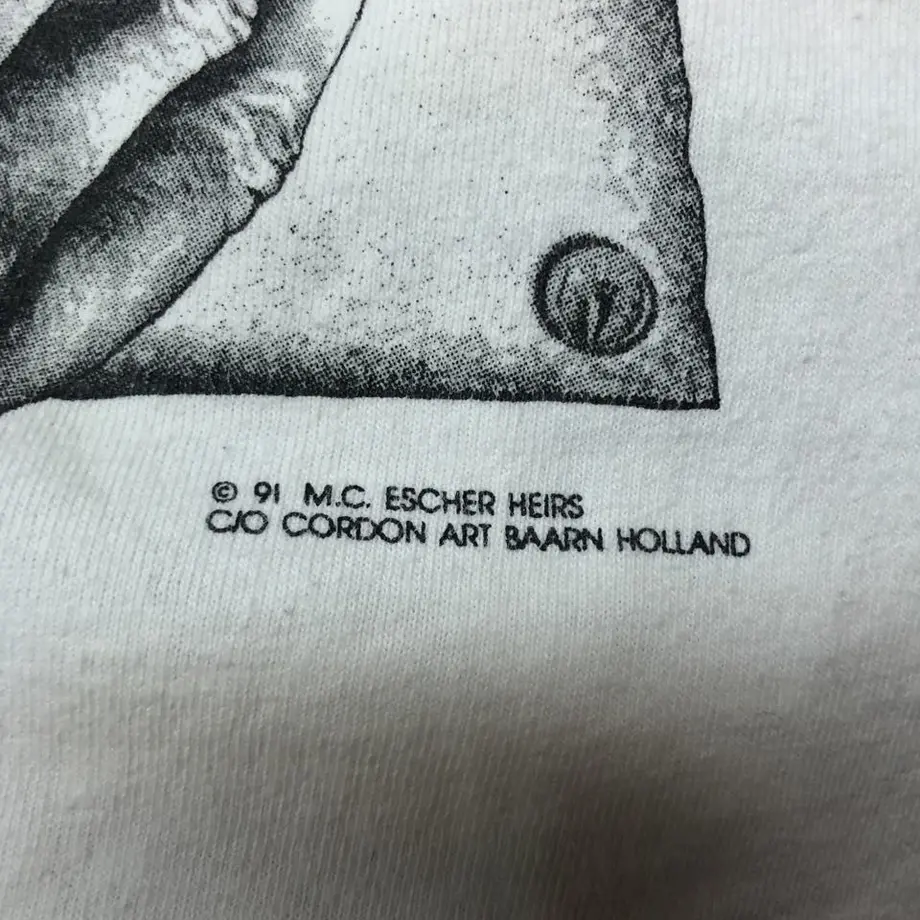 © 91 M.C. ESCHER HEIRS
C/O CORDON ART BAARN HOLLAND